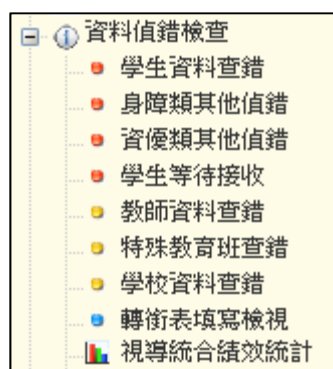 資料偵錯檢查
學生資料查錯
身障類其他偵錯
資優類其他偵錯
學生等待接收
教師資料查錯
特殊教育班查錯
學校資料查錯
轉銜表填寫檢視
視導統合績效統計